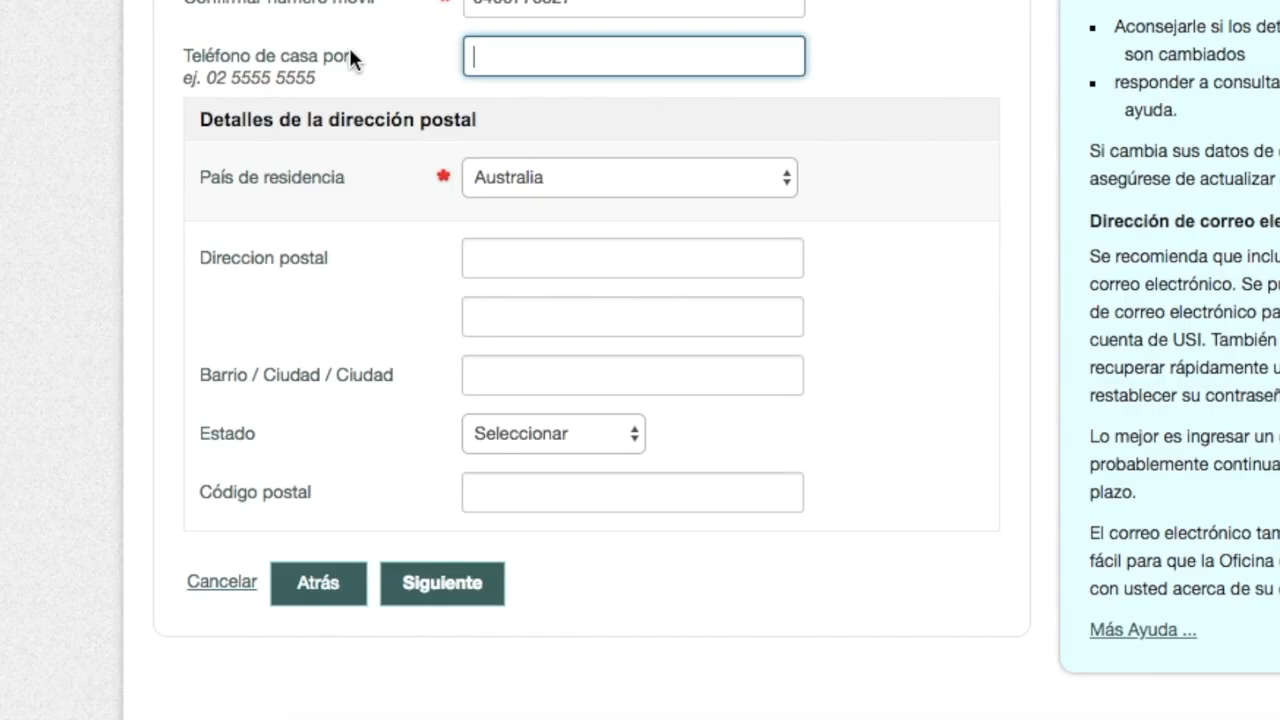 Confirmar número móvil *
Teléfono de casa por
ej. 02 5555 5555
Detalles de la dirección postal
País de residencia * Australia
Direccion postal
Barrio / Ciudad / Ciudad
Estado Seleccionar
Código postal
Cancelar Atrás Siguiente
Aconsejarle si los det
son cambiados
responder a consulta
ayuda.
Si cambia sus datos de
asegúrese de actualizar
Dirección de correo ele
Se recomienda que inclu
correo electrónico. Se pu
de correo electrónico pa
cuenta de USI. También
recuperar rápidamente u
restablecer su contraseñ
Lo mejor es ingresar un
probablemente continua
plazo.
El correo electrónico tam
fácil para que la Oficina
con usted acerca de su
Más Ayuda ...